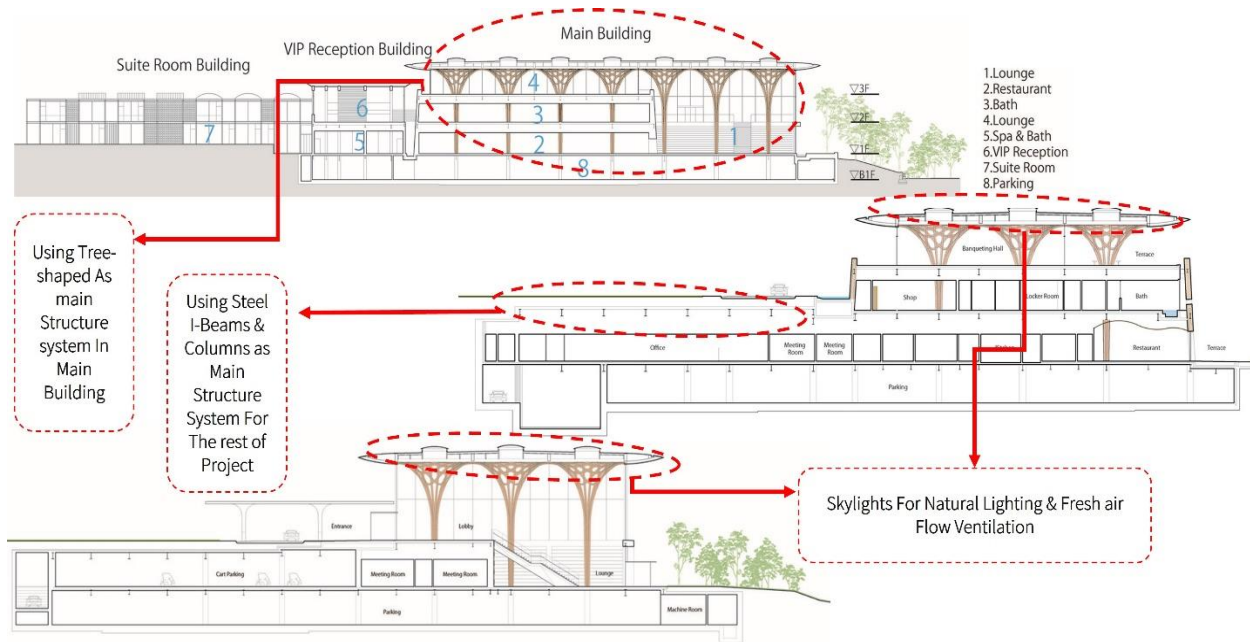 Main Building
VIP Reception Building
Suite Room Building
4
6
3
7
5
2
1
8
▽3F
▽2F
▽1F
▽B1F
1.Lounge
2.Restaurant
3.Bath
4.Lounge
5.Spa & Bath
6.VIP Reception
7.Suite Room
8.Parking
Using Tree-
shaped As
main
Structure
system In
Main
Building
Using Steel
I-Beams &
Columns as
Main
Structure
System For
The rest of
Project
Banqueting Hall
Terrace
Shop
Locker Room
Bath
Office
Meeting
Room
Meeting
Room
Restaurant
Terrace
Parking
Skylights For Natural Lighting & Fresh air
Flow Ventilation
Entrance
Lobby
Cart Parking
Meeting Room
Meeting Room
Lounge
Parking
Machine Room